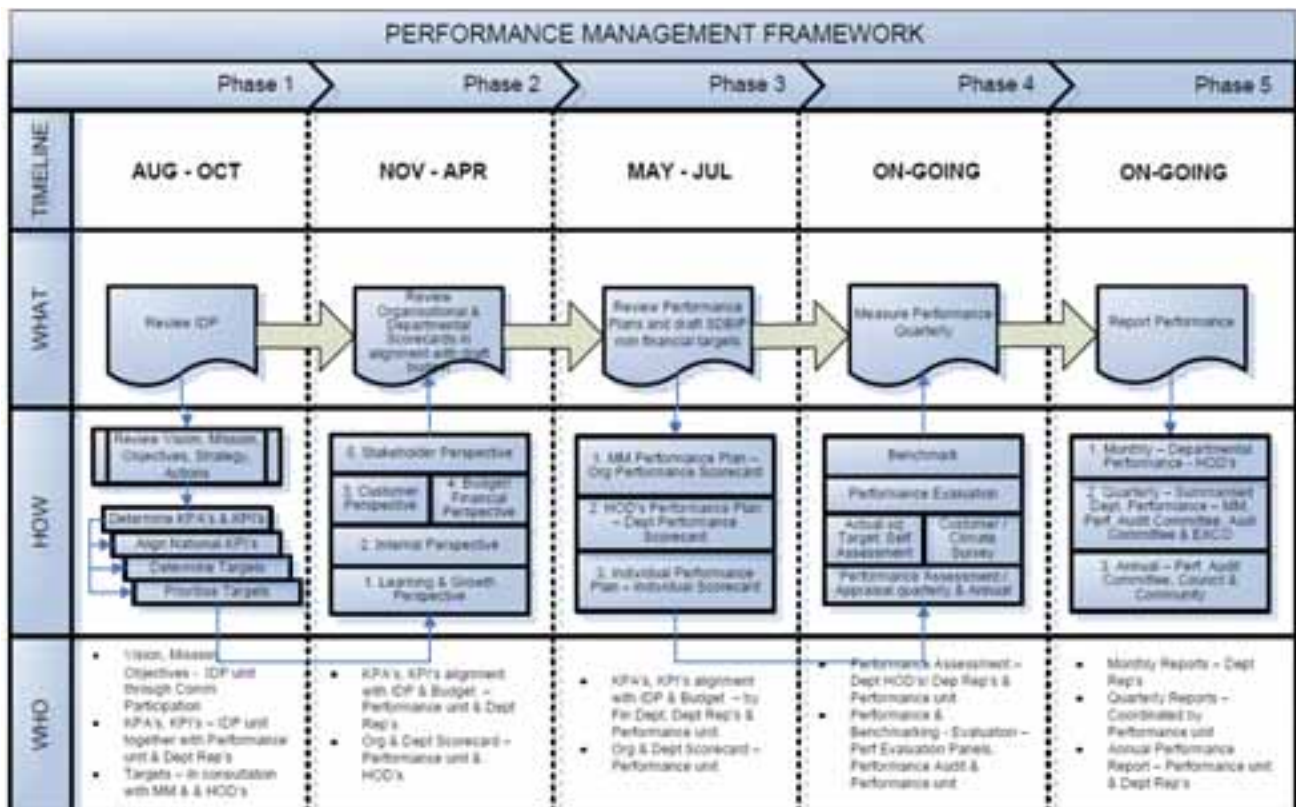 PERFORMANCE MANAGEMENT FRAMEWORK
Phase 1
Phase 2
Phase 3
Phase 4
Phase 5
TIMELINE
AUG - OCT
NOV - APR
MAY - JUL
ON-GOING
ON-GOING
WHAT
Review IDP
Review
Organisational &
Departmental
Scorecards in
alignment with draft
Review Performance
Plans and draft SDBIP
non financial targets
Measure Performance
Quarterly
Report Performance
HOW
Review Vision, Mission,
Objectives, Strategy,
Actions
Determine KPA's & KPI's
Align National KPI's
Determine Targets
Prioritise Targets
Stakeholder Perspective
3. Customer
Perspective
4. Budget/
Financial
Perspective
2. Internal Perspective
1. Learning & Growth
Perspective
1. MM Performance Plan –
Org Performance Scorecard
2. HOD's Performance Plan
– Dept Performance
Scorecard
3. Individual Performance
Plan – Individual Scorecard
Benchmark
Performance Evaluation
Actual
Target Self
Assessment
Customer /
Climate
Survey
Performance Assessment /
Appraisal quarterly & Annual
1. Monthly – Departmental
Performance - HOD's
2. Quarterly – Summarised
Dept. Performance – MM,
Perf. Audit Committee, Audit
Committee & EXCO
3. Annual – Perf. Audit
Committee, Council &
Community
WHO
• Vision, Mission
Objectives – IDP unit
through Comm
Participation
• KPA's, KPI's – IDP unit
together with Performance
unit & Dept Rep's
• Targets – in consultation
with MM & & HOD's
• KPA's, KPI's alignment
with IDP & Budget –
Performance unit & Dept
Rep's
• Org & Dept Scorecard –
Performance unit &
HOD's
• KPA's, KPI's alignment
with IDP & Budget – by
Fin Dept, Dept Rep's &
Performance unit.
• Org & Dept Scorecard –
Performance unit
• Performance Assessment –
Dept HOD's/ Dep Rep's &
Performance unit
• Performance &
Benchmarking - Evaluation –
Perf Evaluation Panels,
Performance Audit &
Performance unit
• Monthly Reports – Dept
Rep's
• Quarterly Reports –
Coordinated by
Performance unit
• Annual Performance
Report – Performance unit
& Dept Rep's